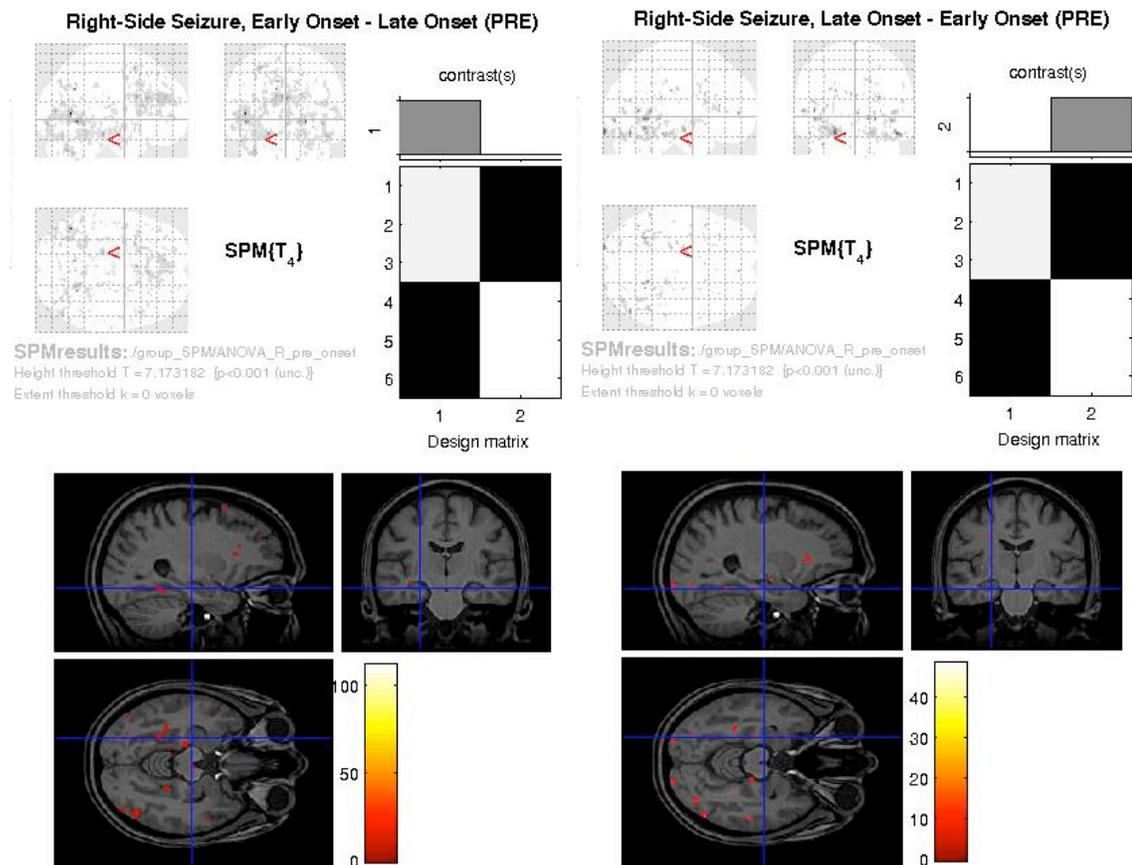 Right-Side Seizure, Early Onset - Late Onset (PRE)
contrast(s)
1
SPM{T4}
1
2
3
4
5
6
1 2
Design matrix
SPMresults: ./group_SPM/ANOVA_R_pre_onset
Height threshold T = 7.173182 {p<0.001 (unc.)}
Extent threshold k = 0 voxels
100
50
0
Right-Side Seizure, Late Onset - Early Onset (PRE)
contrast(s)
2
SPM{T4}
1
2
3
4
5
6
1 2
Design matrix
SPMresults: ./group_SPM/ANOVA_R_pre_onset
Height threshold T = 7.173182 {p<0.001 (unc.)}
Extent threshold k = 0 voxels
40
30
20
10
0